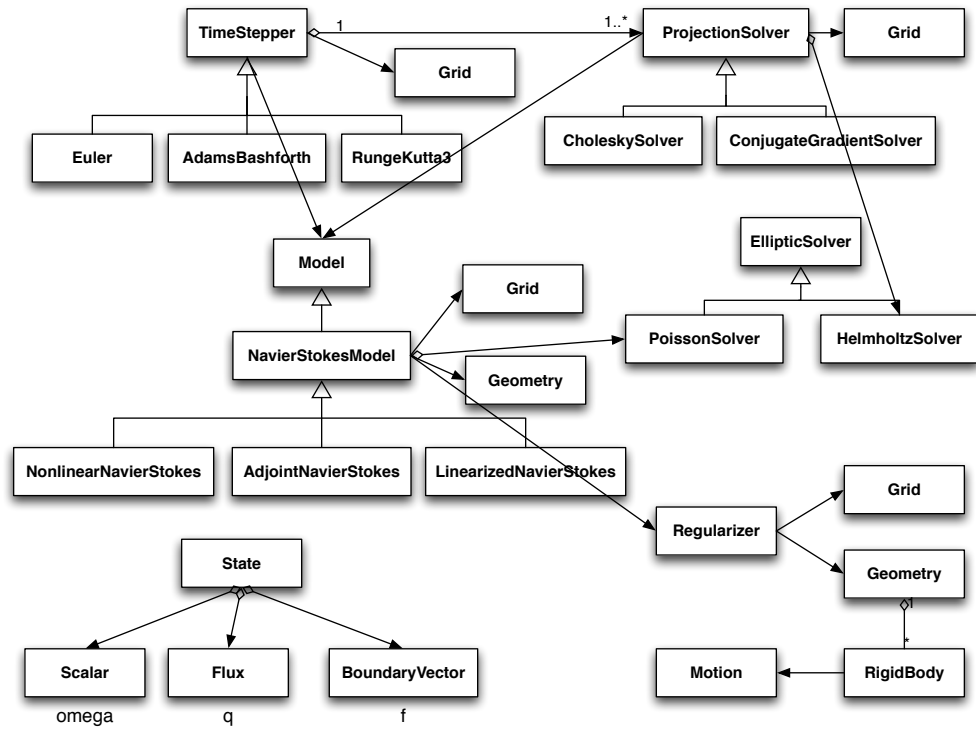 TimeStepper
1
1..*
ProjectionSolver
Grid
Grid
Euler
AdamsBashforth
RungeKutta3
CholeskySolver
ConjugateGradientSolver
EllipticSolver
Model
Grid
PoissonSolver
HelmholtzSolver
NavierStokesModel
Geometry
NonlinearNavierStokes
AdjointNavierStokes
LinearizedNavierStokes
Grid
Regularizer
State
Geometry
1
*
Scalar
Flux
BoundaryVector
Motion
RigidBody
omega
q
f